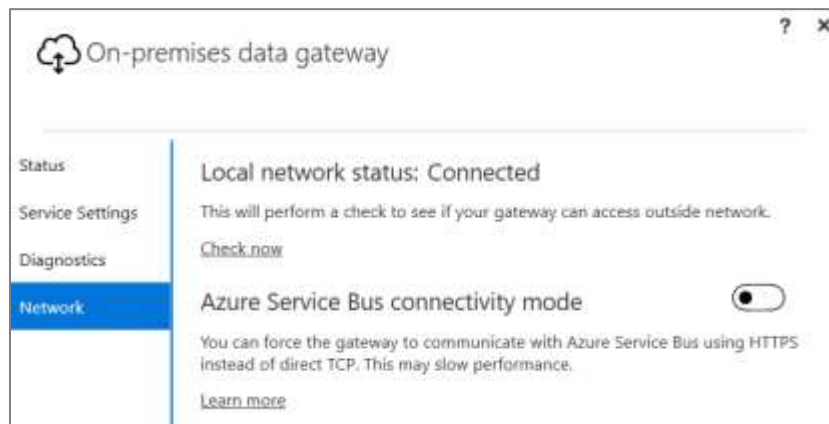 ? X
On-premises data gateway
Status
Service Settings
Diagnostics
Network
Local network status: Connected
This will perform a check to see if your gateway can access outside network.
Check now
Azure Service Bus connectivity mode
You can force the gateway to communicate with Azure Service Bus using HTTPS
instead of direct TCP. This may slow performance.
Learn more